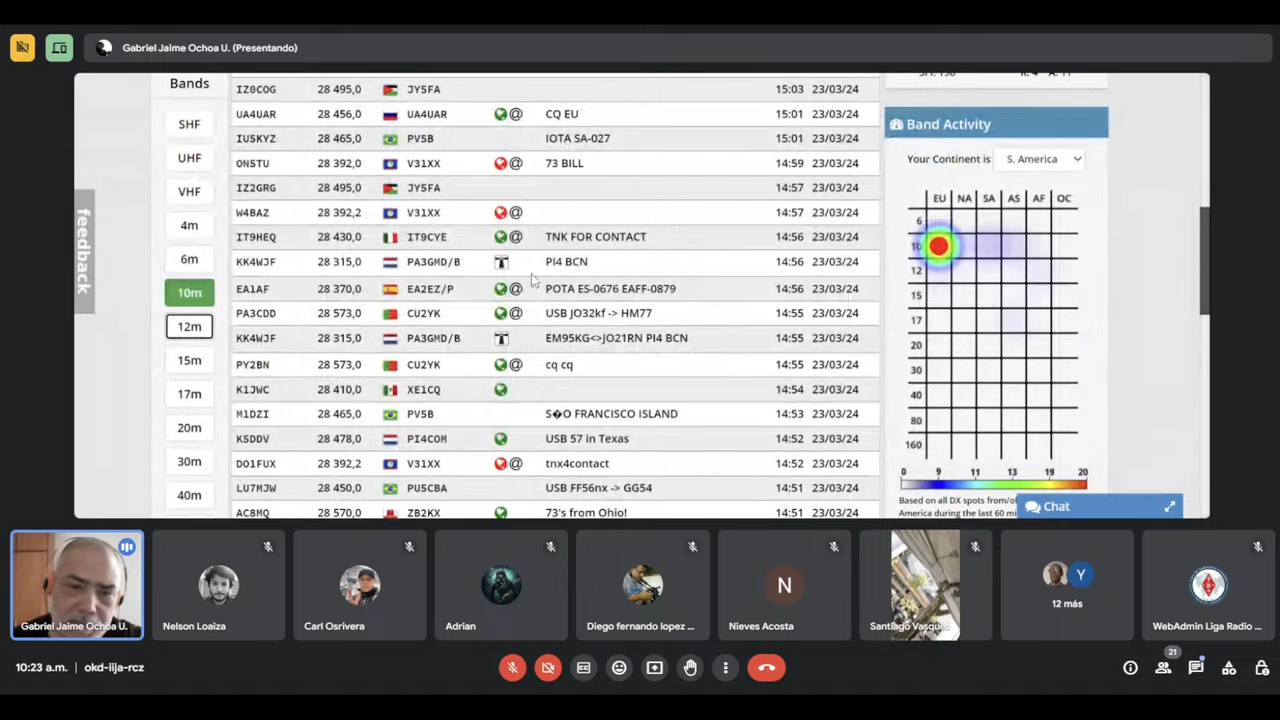 Gabriel Jaime Ochoa U. (Presentando)
feedback
Bands
SHF
UHF
VHF
4m
6m
10m
12m
15m
17m
20m
30m
40m
IZ0COG 28 495,0 JY5FA 15:03 23/03/24
UA4UAR 28 456,0 UA4UAR @ CQ EU 15:01 23/03/24
IU5KYZ 28 465,0 PV5B IOTA SA-027 15:01 23/03/24
ON5TU 28 392,0 V31XX @ 73 BILL 14:59 23/03/24
IZ2GRG 28 495,0 JY5FA 14:57 23/03/24
W4BAZ 28 392,2 V31XX @ 14:57 23/03/24
IT9HEQ 28 430,0 IT9CYE @ TNK FOR CONTACT 14:56 23/03/24
KK4WJF 28 315,0 PA3GMD/B PI4 BCN 14:56 23/03/24
EA1AF 28 370,0 EA2EZ/P @ POTA ES-0676 EAFF-0879 14:56 23/03/24
PA3CDD 28 573,0 CU2YK @ USB JO32kf -> HM77 14:55 23/03/24
KK4WJF 28 315,0 PA3GMD/B EM95KG<>JO21RN PI4 BCN 14:55 23/03/24
PY2BN 28 573,0 CU2YK @ cq cq 14:55 23/03/24
K1JWC 28 410,0 XE1CQ 14:54 23/03/24
M1DZI 28 465,0 PV5B S�O FRANCISCO ISLAND 14:53 23/03/24
K5DDV 28 478,0 PI4COM USB 57 in Texas 14:52 23/03/24
DO1FUX 28 392,2 V31XX @ tnx4contact 14:52 23/03/24
LU7MJW 28 450,0 PU5CBA USB FF56nx -> GG54 14:51 23/03/24
AC8MQ 28 570,0 ZB2KX 73's from Ohio! 14:51 23/03/24
Band Activity
Your Continent is S. America
EU NA SA AS AF OC
6
10
12
15
17
20
30
40
80
160
0 9 11 13 19 20
Based on all DX spots from/of
America during the last 60 mi
Chat
Gabriel Jaime Ochoa U.
Nelson Loaiza
Carl Osrivera
Adrian
Diego fernando lopez ...
N
Nieves Acosta
Santiago Vasquez
Y
12 más
WebAdmin Liga Radio ...
10:23 a.m. okd-iija-rcz
21